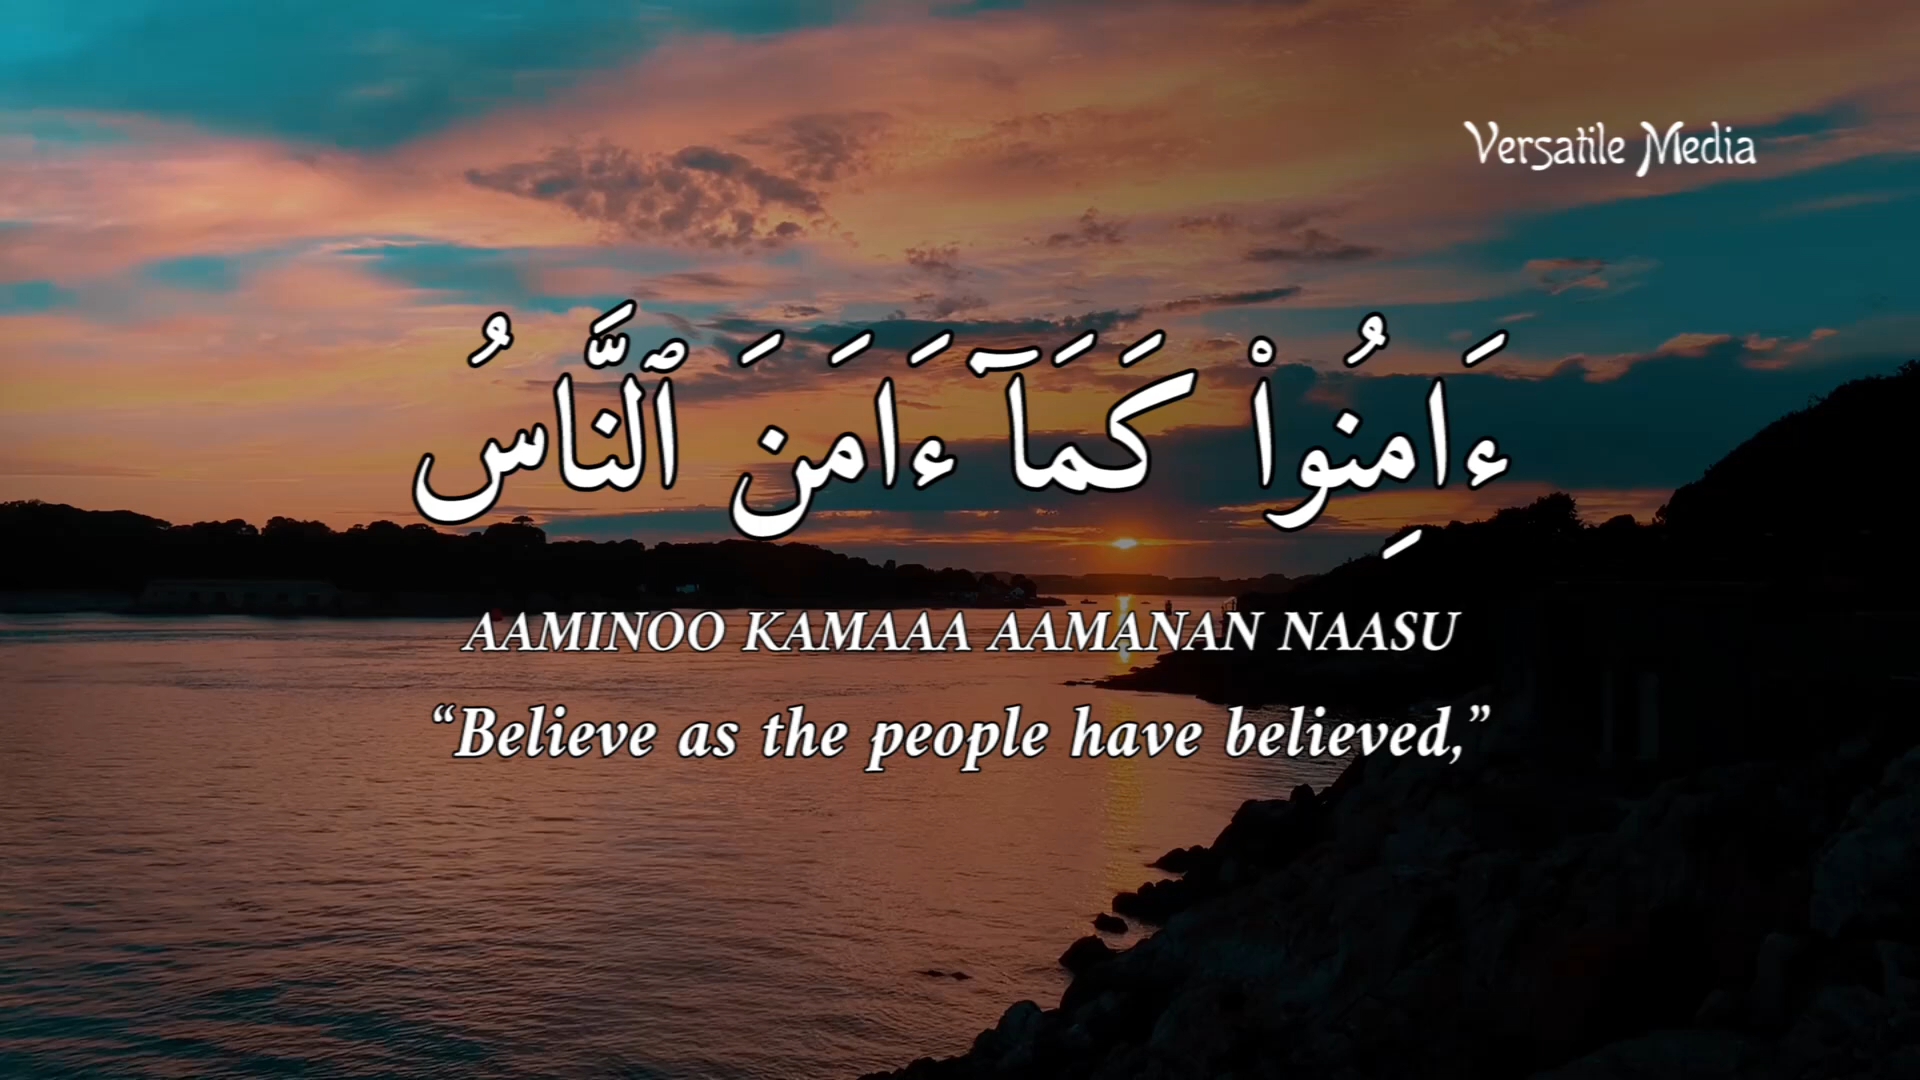 Versatile Media
ءَامِنُوا۟ كَمَآ ءَامَنَ ٱلنَّاسُ
AAMINOO KAMAAA AAMANAN NAASU
“Believe as the people have believed,”